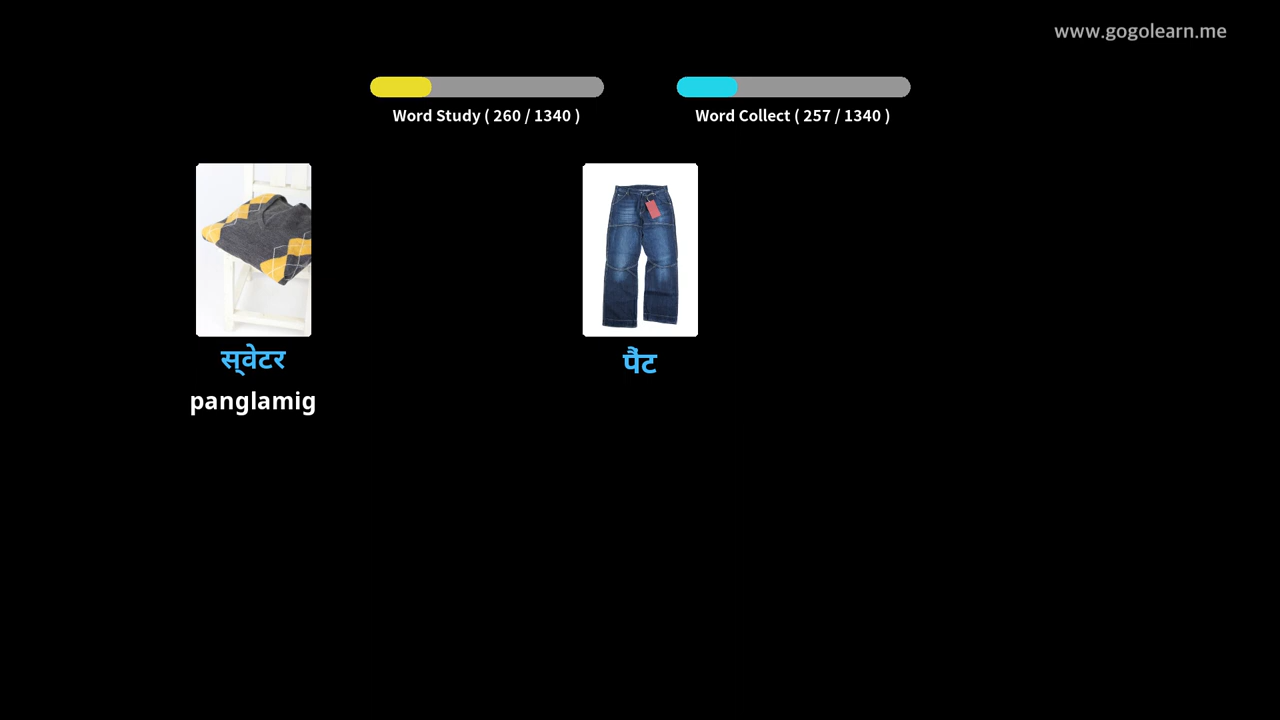 www.gogolearn.me
Word Study ( 260 / 1340 )
Word Collect ( 257 / 1340 )
स्वेटर
पैंट
panglamig